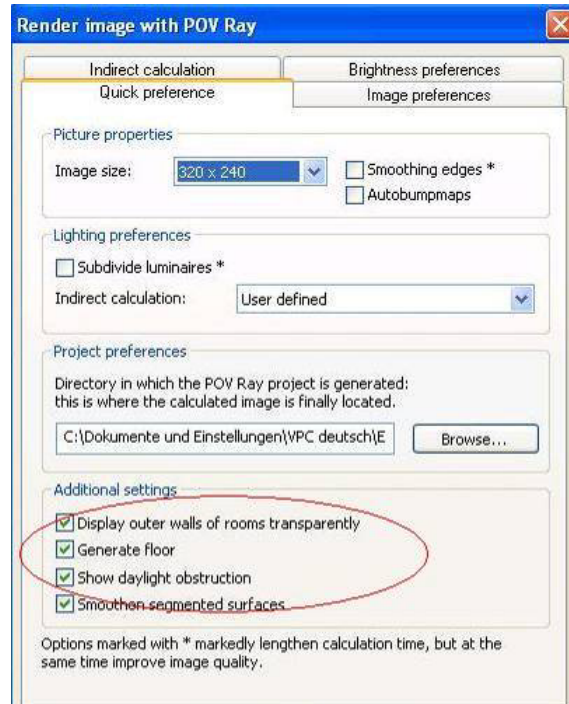 Render image with POV Ray
Indirect calculation
Brightness preferences
Quick preference
Image preferences
Picture properties
Image size:
320 x 240
Smoothing edges *
Autobumpmaps
Lighting preferences
Subdivide luminaires *
Indirect calculation:
User defined
Project preferences
Directory in which the POV Ray project is generated:
this is where the calculated image is finally located.
C:\Dokumente und Einstellungen\VPC deutsch\E
Browse...
Additional settings
Display outer walls of rooms transparently
Generate floor
Show daylight obstruction
Smoothen segmented surfaces
Options marked with * markedly lengthen calculation time, but at the
same time improve image quality.